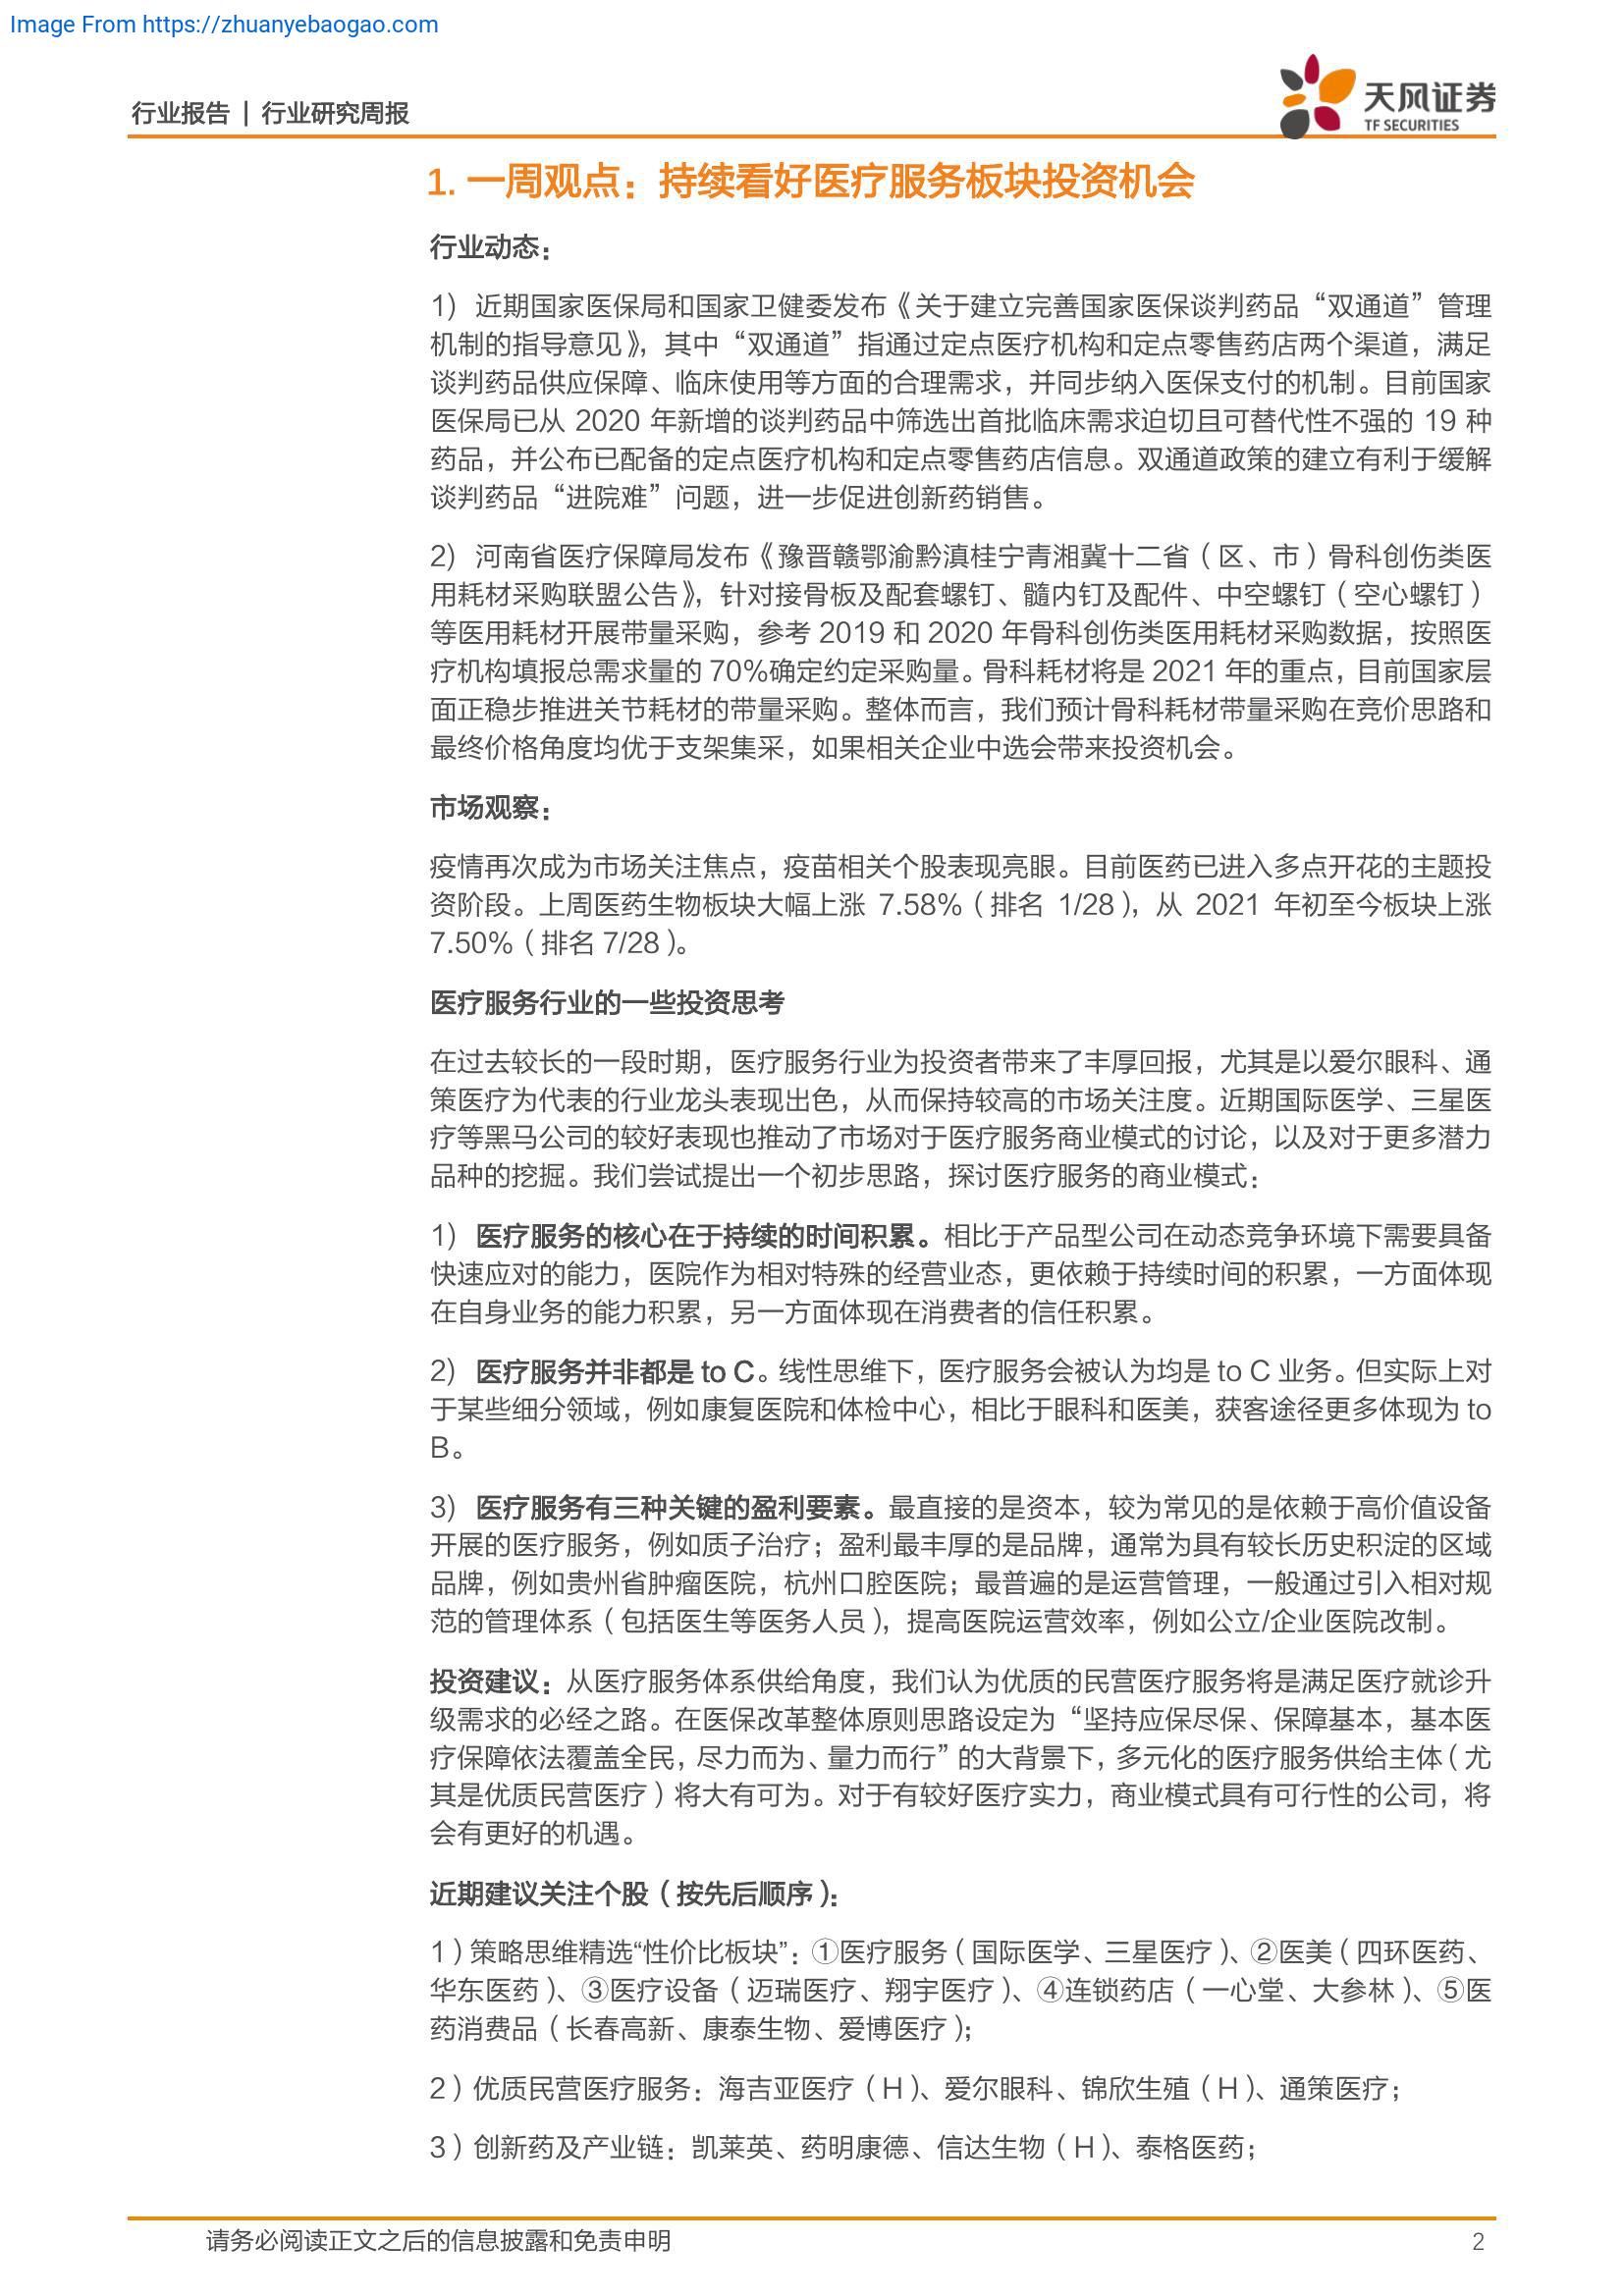 Image From https://zhuanyebaogao.com
行业报告 | 行业研究周报
天风证券
TF SECURITIES
1. 一周观点：持续看好医疗服务板块投资机会
行业动态：
1) 近期国家医保局和国家卫健委发布《关于建立完善国家医保谈判药品“双通道”管理
机制的指导意见》，其中“双通道”指通过定点医疗机构和定点零售药店两个渠道，满足
谈判药品供应保障、临床使用等方面的合理需求，并同步纳入医保支付的机制。目前国家
医保局已从 2020 年新增的谈判药品中筛选出首批临床需求迫切且可替代性不强的 19 种
药品，并公布已配备的定点医疗机构和定点零售药店信息。双通道政策的建立有利于缓解
谈判药品“进院难”问题，进一步促进创新药销售。
2) 河南省医疗保障局发布《豫晋赣鄂渝黔滇桂宁青湘冀十二省（区、市）骨科创伤类医
用耗材采购联盟公告》，针对接骨板及配套螺钉、髓内钉及配件、中空螺钉（空心螺钉）
等医用耗材开展带量采购，参考 2019 和 2020 年骨科创伤类医用耗材采购数据，按照医
疗机构填报总需求量的 70%确定约定采购量。骨科耗材将是 2021 年的重点，目前国家层
面正稳步推进关节耗材的带量采购。整体而言，我们预计骨科耗材带量采购在竞价思路和
最终价格角度均优于支架集采，如果相关企业中选会带来投资机会。
市场观察：
疫情再次成为市场关注焦点，疫苗相关个股表现亮眼。目前医药已进入多点开花的主题投
资阶段。上周医药生物板块大幅上涨 7.58%（排名 1/28），从 2021 年初至今板块上涨
7.50%（排名 7/28）。
医疗服务行业的一些投资思考
在过去较长的一段时期，医疗服务行业为投资者带来了丰厚回报，尤其是以爱尔眼科、通
策医疗为代表的行业龙头表现出色，从而保持较高的市场关注度。近期国际医学、三星医
疗等黑马公司的较好表现也推动了市场对于医疗服务商业模式的讨论，以及对于更多潜力
品种的挖掘。我们尝试提出一个初步思路，探讨医疗服务的商业模式：
1) 医疗服务的核心在于持续的时间积累。相比于产品型公司在动态竞争环境下需要具备
快速应对的能力，医院作为相对特殊的经营业态，更依赖于持续时间的积累，一方面体现
在自身业务的能力积累，另一方面体现在消费者的信任积累。
2) 医疗服务并非都是 to C。线性思维下，医疗服务会被认为均是 to C 业务。但实际上对
于某些细分领域，例如康复医院和体检中心，相比于眼科和医美，获客途径更多体现为 to
B。
3) 医疗服务有三种关键的盈利要素。最直接的是资本，较为常见的是依赖于高价值设备
开展的医疗服务，例如质子治疗；盈利最丰厚的是品牌，通常为具有较长历史积淀的区域
品牌，例如贵州省肿瘤医院，杭州口腔医院；最普遍的是运营管理，一般通过引入相对规
范的管理体系（包括医生等医务人员），提高医院运营效率，例如公立/企业医院改制。
投资建议：从医疗服务体系供给角度，我们认为优质的民营医疗服务将是满足医疗就诊升
级需求的必经之路。在医保改革整体原则思路设定为“坚持应保尽保、保障基本，基本医
疗保障依法覆盖全民，尽力而为、量力而行”的大背景下，多元化的医疗服务供给主体（尤
其是优质民营医疗）将大有可为。对于有较好医疗实力，商业模式具有可行性的公司，将
会有更好的机遇。
近期建议关注个股（按先后顺序）：
1）策略思维精选“性价比板块”：①医疗服务（国际医学、三星医疗）、②医美（四环医药、
华东医药）、③医疗设备（迈瑞医疗、翔宇医疗）、④连锁药店（一心堂、大参林）、⑤医
药消费品（长春高新、康泰生物、爱博医疗）；
2）优质民营医疗服务：海吉亚医疗（H）、爱尔眼科、锦欣生殖（H）、通策医疗；
3）创新药及产业链：凯莱英、药明康德、信达生物（H）、泰格医药；
请务必阅读正文之后的信息披露和免责申明
2